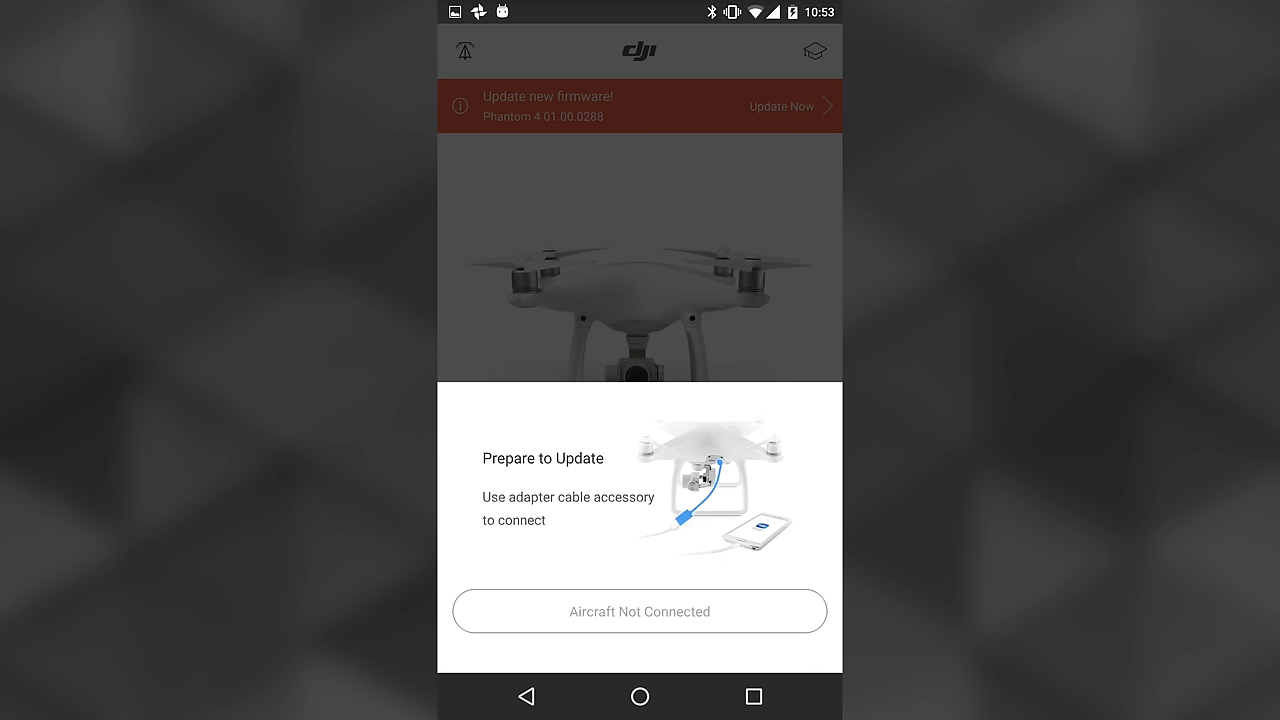 10:53
dji
Update new firmware!
Phantom 4 01.00.0288
Update Now
Prepare to Update
Use adapter cable accessory
to connect
Aircraft Not Connected